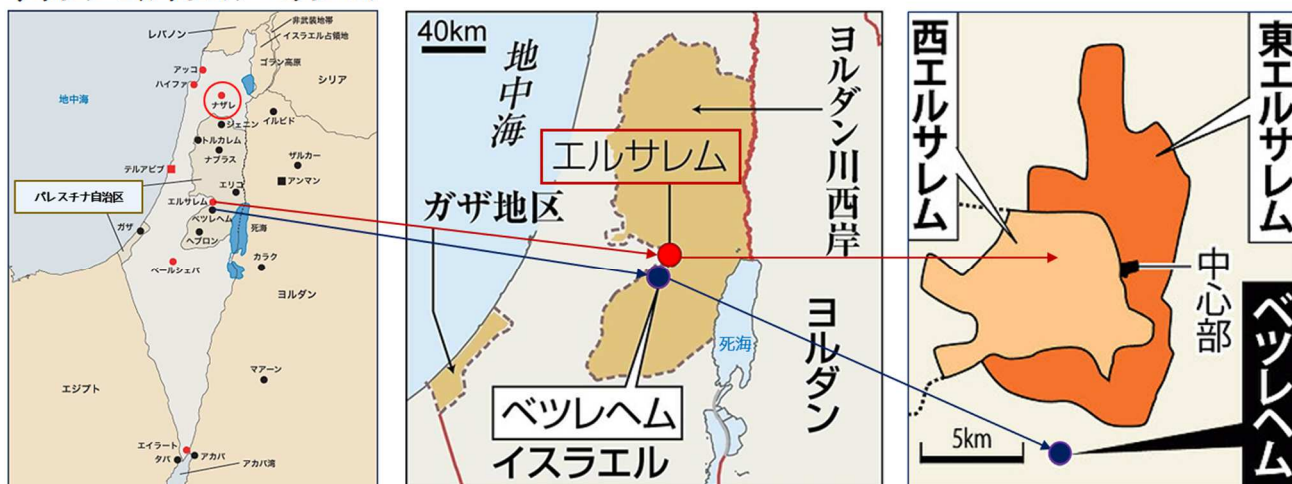 レバノン
非武装地帯
イスラエル占領地
ゴラン高原
シリア
アッコ
ハイファ
地中海
ナザレ
ジェニン
イルビド
トルカレム
ナブラス
ザルカー
テルアビブ
アンマン
パレスチナ自治区
エリコ
エルサレム
ベツレヘム
ガザ
ヘブロン
死海
カラク
ベールシェバ
ヨルダン
マアーン
エジプト
エイラート
タバ
アカバ
アカバ湾
40km
地中海
ヨルダン川西岸
エルサレム
ガザ地区
死海
ヨルダン
ベツレヘム
イスラエル
西エルサレム
東エルサレム
中心部
ベツレヘム
5km